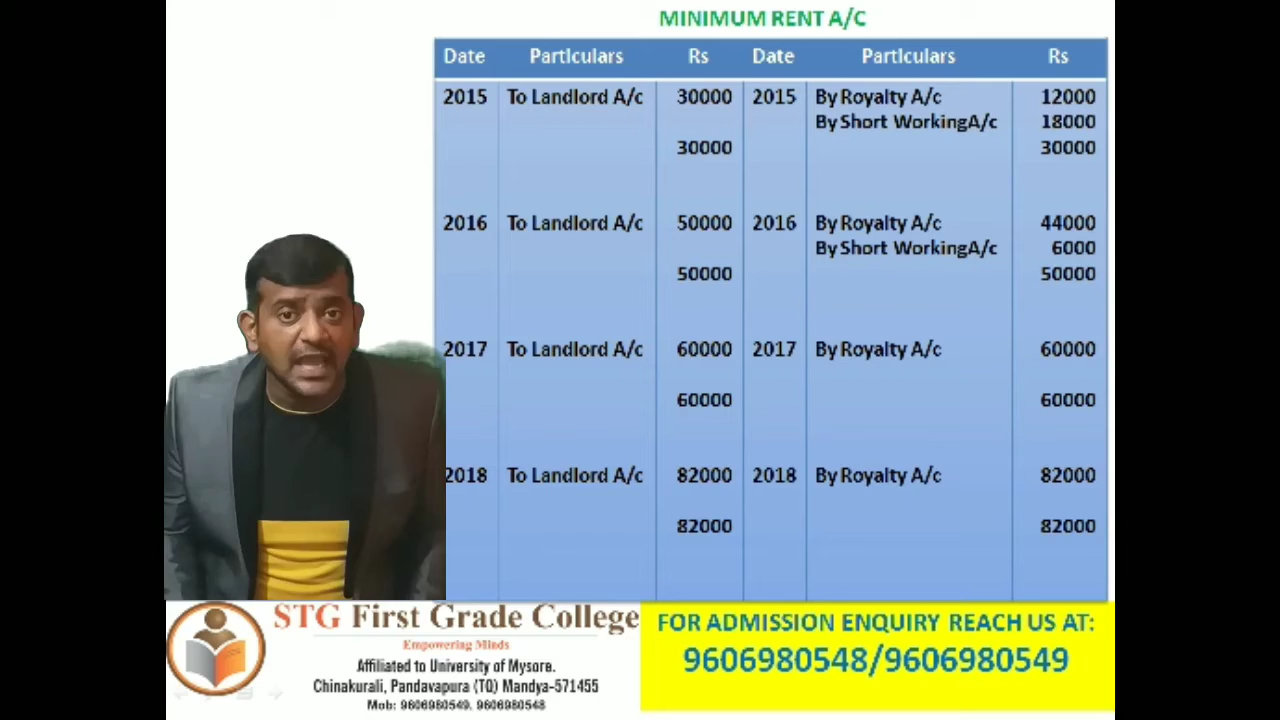 MINIMUM RENT A/C
Date Particulars Rs Date Particulars Rs
2015 To Landlord A/c 30000 2015 By Royalty A/c 12000
By Short WorkingA/c 18000
30000 30000
2016 To Landlord A/c 50000 2016 By Royalty A/c 44000
By Short WorkingA/c 6000
50000 50000
2017 To Landlord A/c 60000 2017 By Royalty A/c 60000
60000 60000
2018 To Landlord A/c 82000 2018 By Royalty A/c 82000
82000 82000
STG First Grade College
Empowering Minds
Affiliated to University of Mysore.
Chinakurali, Pandavapura (TQ) Mandya-571455
Mob: 9606980549, 9606980548
FOR ADMISSION ENQUIRY REACH US AT:
9606980548/9606980549